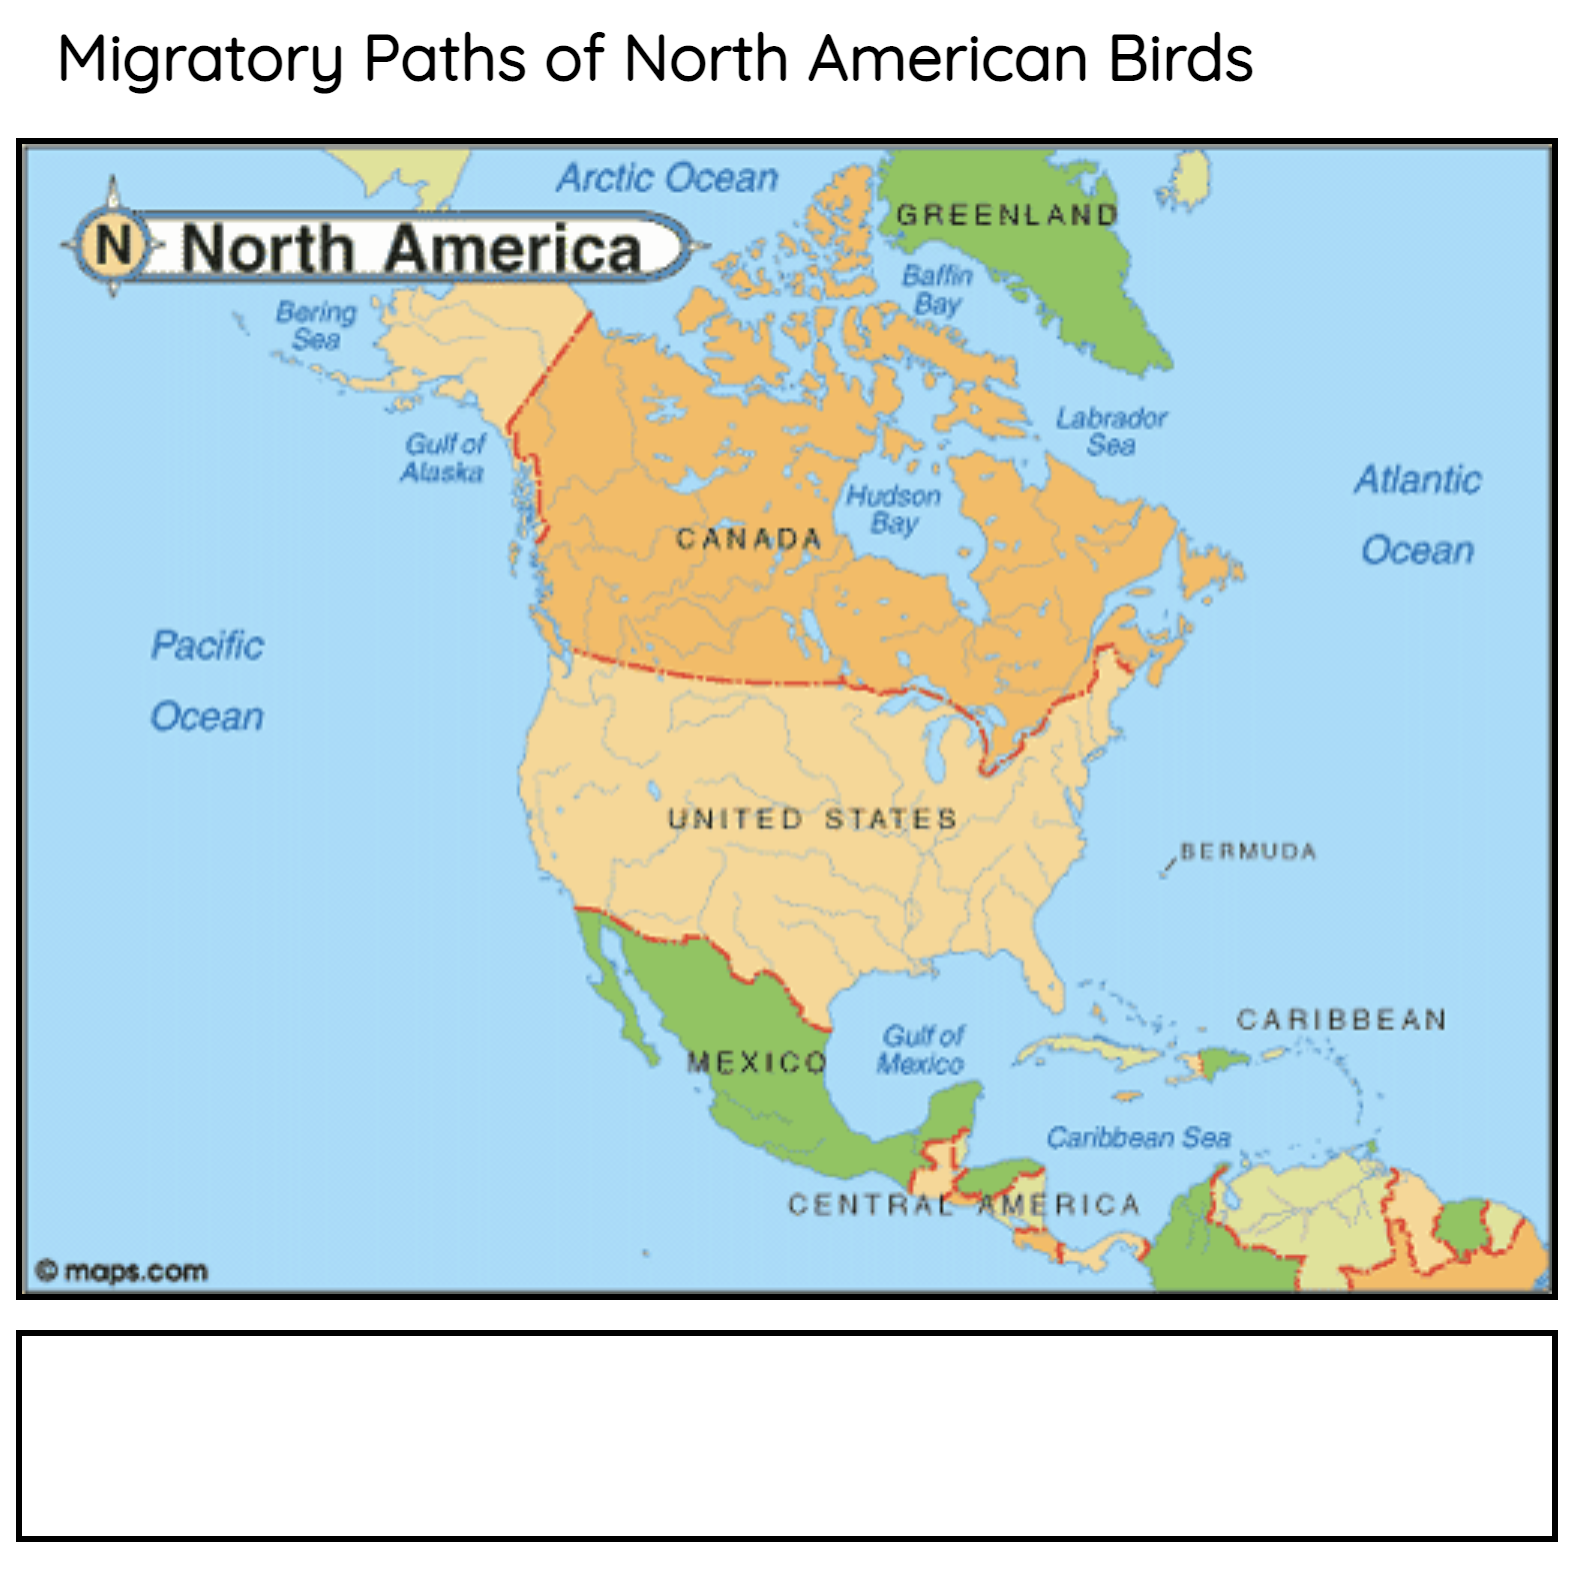 Migratory Paths of North American Birds
Arctic Ocean
GREENLAND
N North America
Baffin
Bay
Bering
Sea
Labrador
Sea
Gulf of
Alaska
Atlantic
Ocean
Hudson
Bay
CANADA
Pacific
Ocean
UNITED STATES
BERMUDA
CARIBBEAN
Gulf of
Mexico
MEXICO
Caribbean Sea
CENTRAL AMERICA
© maps.com